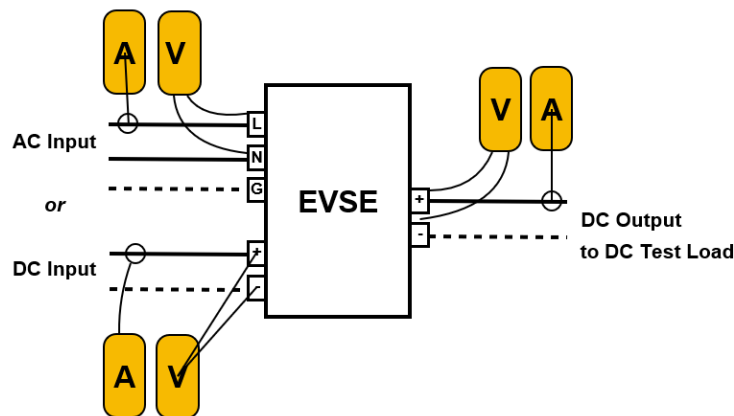 A V
V A
L
AC Input
N
G
EVSE
or
+
-
DC Output
to DC Test Load
+
DC Input
-
A V